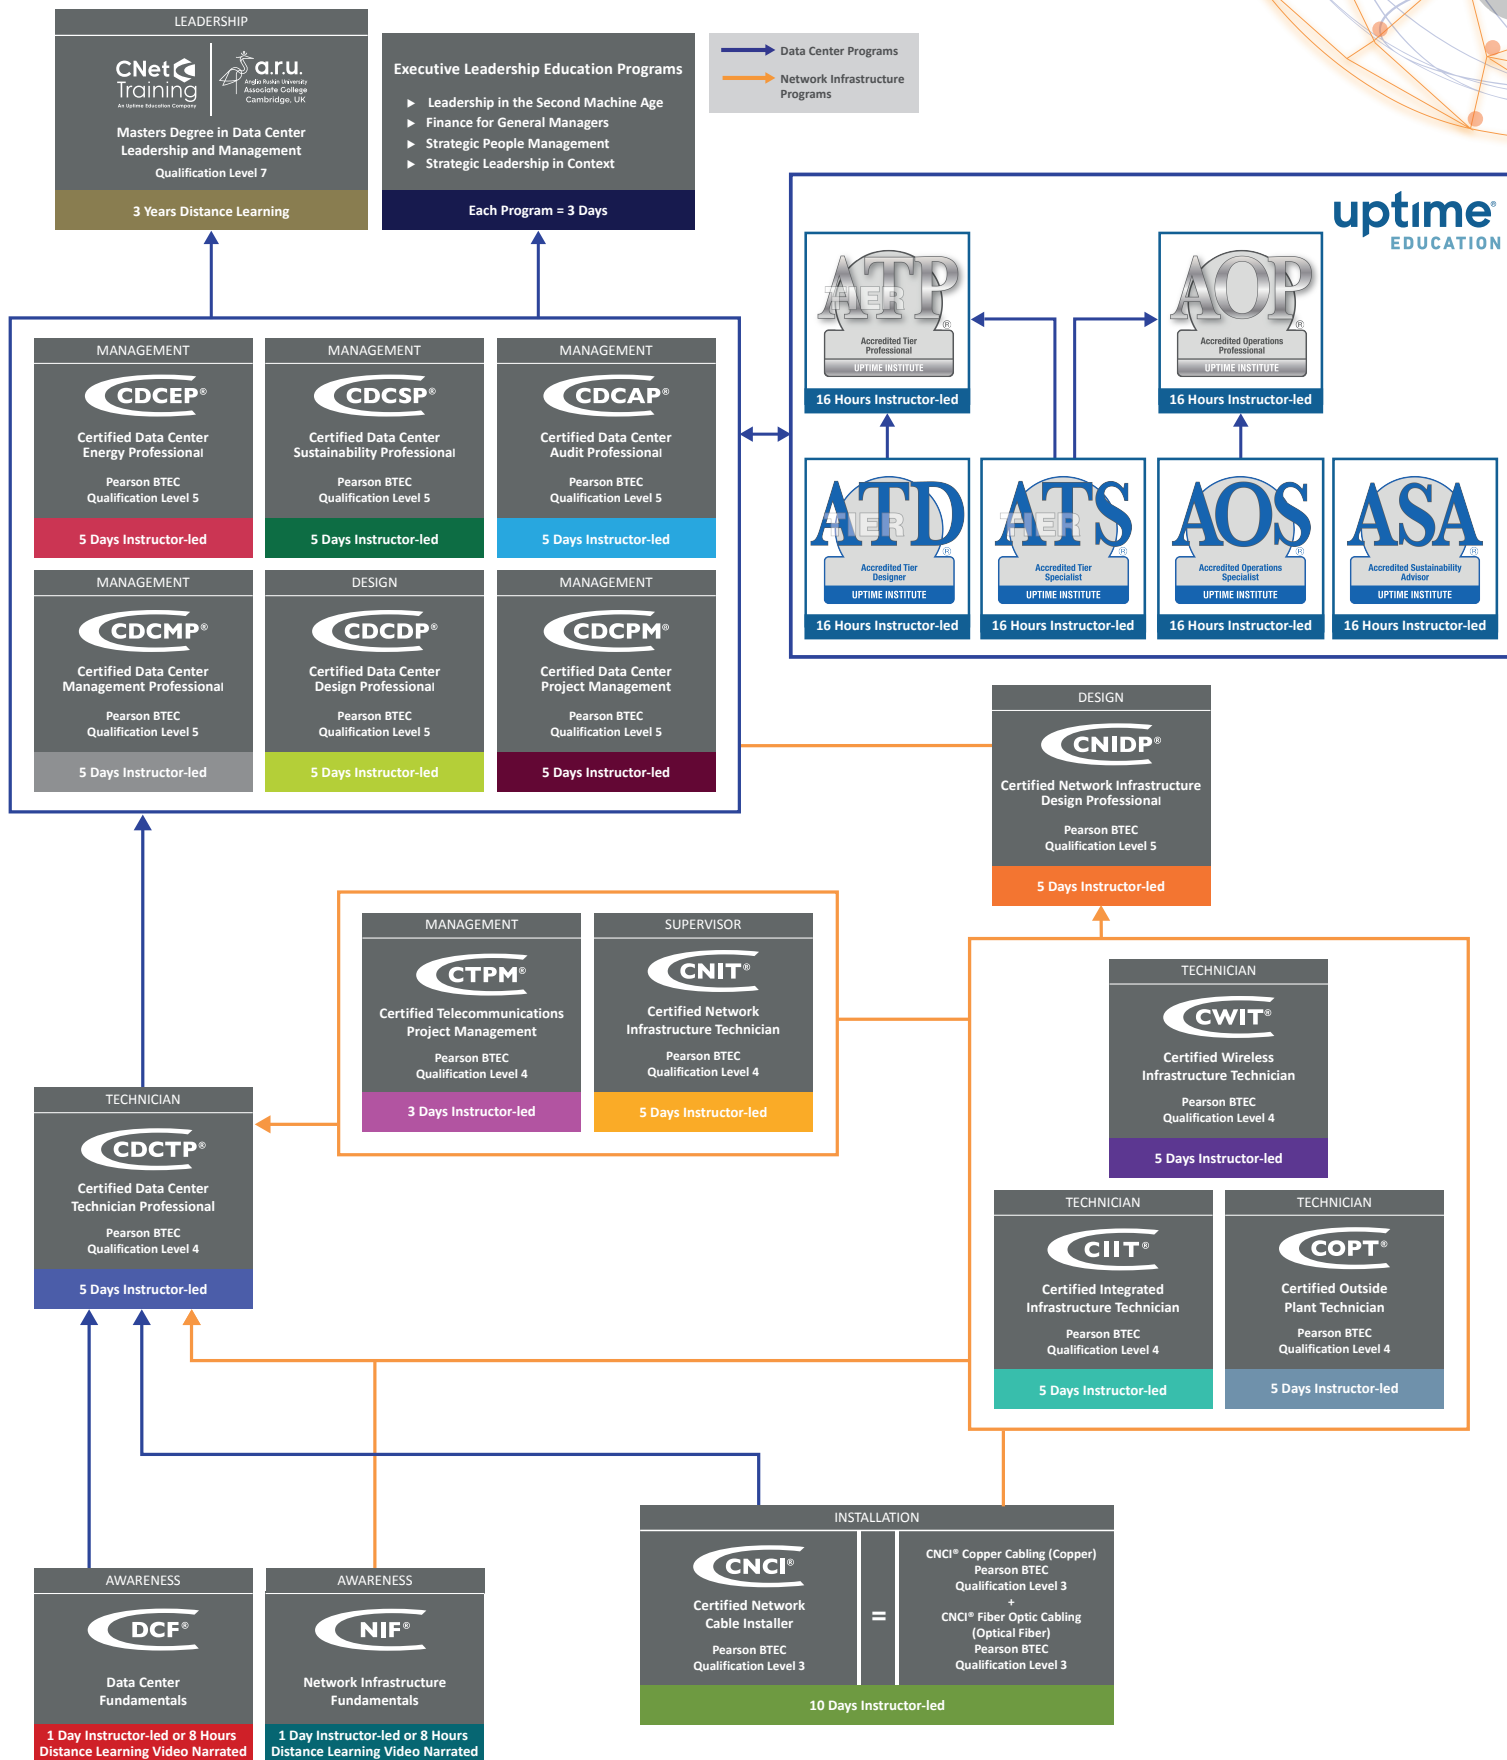 LEADERSHIP
CNet
Training
An Uptime Education Company
a.r.u.
Anglia Ruskin University
Associate College
Cambridge, UK
Masters Degree in Data Center
Leadership and Management
Qualification Level 7
3 Years Distance Learning
Executive Leadership Education Programs
Leadership in the Second Machine Age
Finance for General Managers
Strategic People Management
Strategic Leadership in Context
Each Program = 3 Days
Data Center Programs
Network Infrastructure
Programs
uptime®
EDUCATION
ATP
TIER
®
Accredited Tier
Professional
UPTIME INSTITUTE
16 Hours Instructor-led
AOP
®
Accredited Operations
Professional
UPTIME INSTITUTE
16 Hours Instructor-led
ATD
TIER
®
Accredited Tier
Designer
UPTIME INSTITUTE
16 Hours Instructor-led
ATS
TIER
®
Accredited Tier
Specialist
UPTIME INSTITUTE
16 Hours Instructor-led
AOS
®
Accredited Operations
Specialist
UPTIME INSTITUTE
16 Hours Instructor-led
ASA
®
Accredited Sustainability
Advisor
UPTIME INSTITUTE
16 Hours Instructor-led
MANAGEMENT
CDCEP®
Certified Data Center
Energy Professional
Pearson BTEC
Qualification Level 5
5 Days Instructor-led
MANAGEMENT
CDCSP®
Certified Data Center
Sustainability Professional
Pearson BTEC
Qualification Level 5
5 Days Instructor-led
MANAGEMENT
CDCAP®
Certified Data Center
Audit Professional
Pearson BTEC
Qualification Level 5
5 Days Instructor-led
MANAGEMENT
CDCMP®
Certified Data Center
Management Professional
Pearson BTEC
Qualification Level 5
5 Days Instructor-led
DESIGN
CDCDP®
Certified Data Center
Design Professional
Pearson BTEC
Qualification Level 5
5 Days Instructor-led
MANAGEMENT
CDCPM®
Certified Data Center
Project Management
Pearson BTEC
Qualification Level 5
5 Days Instructor-led
DESIGN
CNIDP®
Certified Network Infrastructure
Design Professional
Pearson BTEC
Qualification Level 5
5 Days Instructor-led
MANAGEMENT
CTPM®
Certified Telecommunications
Project Management
Pearson BTEC
Qualification Level 4
3 Days Instructor-led
SUPERVISOR
CNIT®
Certified Network
Infrastructure Technician
Pearson BTEC
Qualification Level 4
5 Days Instructor-led
TECHNICIAN
CWIT®
Certified Wireless
Infrastructure Technician
Pearson BTEC
Qualification Level 4
5 Days Instructor-led
TECHNICIAN
CDCTP®
Certified Data Center
Technician Professional
Pearson BTEC
Qualification Level 4
5 Days Instructor-led
TECHNICIAN
CIIT®
Certified Integrated
Infrastructure Technician
Pearson BTEC
Qualification Level 4
5 Days Instructor-led
TECHNICIAN
COPT®
Certified Outside
Plant Technician
Pearson BTEC
Qualification Level 4
5 Days Instructor-led
INSTALLATION
CNCI®
Certified Network
Cable Installer
Pearson BTEC
Qualification Level 3
=
CNCI® Copper Cabling (Copper)
Pearson BTEC
Qualification Level 3
+
CNCI® Fiber Optic Cabling
(Optical Fiber)
Pearson BTEC
Qualification Level 3
10 Days Instructor-led
AWARENESS
DCF®
Data Center
Fundamentals
1 Day Instructor-led or 8 Hours
Distance Learning Video Narrated
AWARENESS
NIF®
Network Infrastructure
Fundamentals
1 Day Instructor-led or 8 Hours
Distance Learning Video Narrated